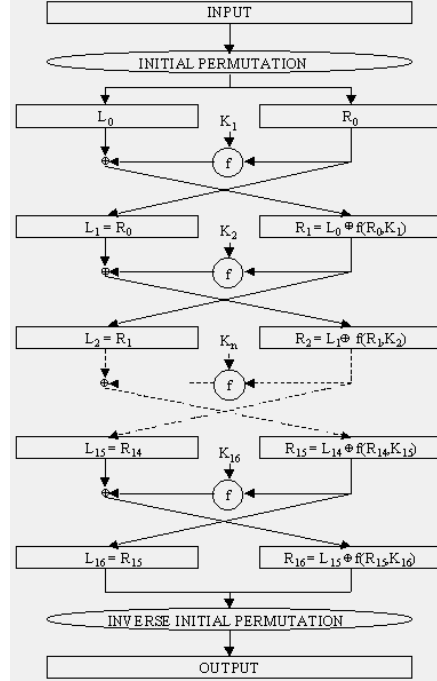 INPUT
INITIAL PERMUTATION
L₀ K₁ R₀
⊕ f
L₁ = R₀ K₂ R₁ = L₀ ⊕ f(R₀,K₁)
⊕ f
L₂ = R₁ Kₙ R₂ = L₁⊕ f(R₁,K₂)
⊕ f
L₁₅ = R₁₄ K₁₆ R₁₅ = L₁₄ ⊕ f(R₁₄,K₁₅)
⊕ f
L₁₆ = R₁₅ R₁₆ = L₁₅ ⊕ f(R₁₅,K₁₆)
INVERSE INITIAL PERMUTATION
OUTPUT